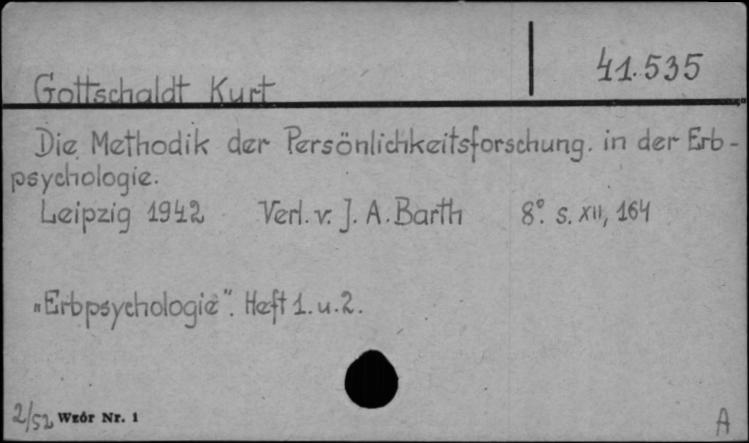 41.535
Gottschaldt Kurt
Die Methodik der Persönlichkeitsforschung. in der Erb-
psychologie.
Leipzig 1942 Verl. v. J. A. Barth 8° S. XII, 164
„Erbpsychologie". Heft 1. u. 2.
2/52 Wzór Nr. 1
A